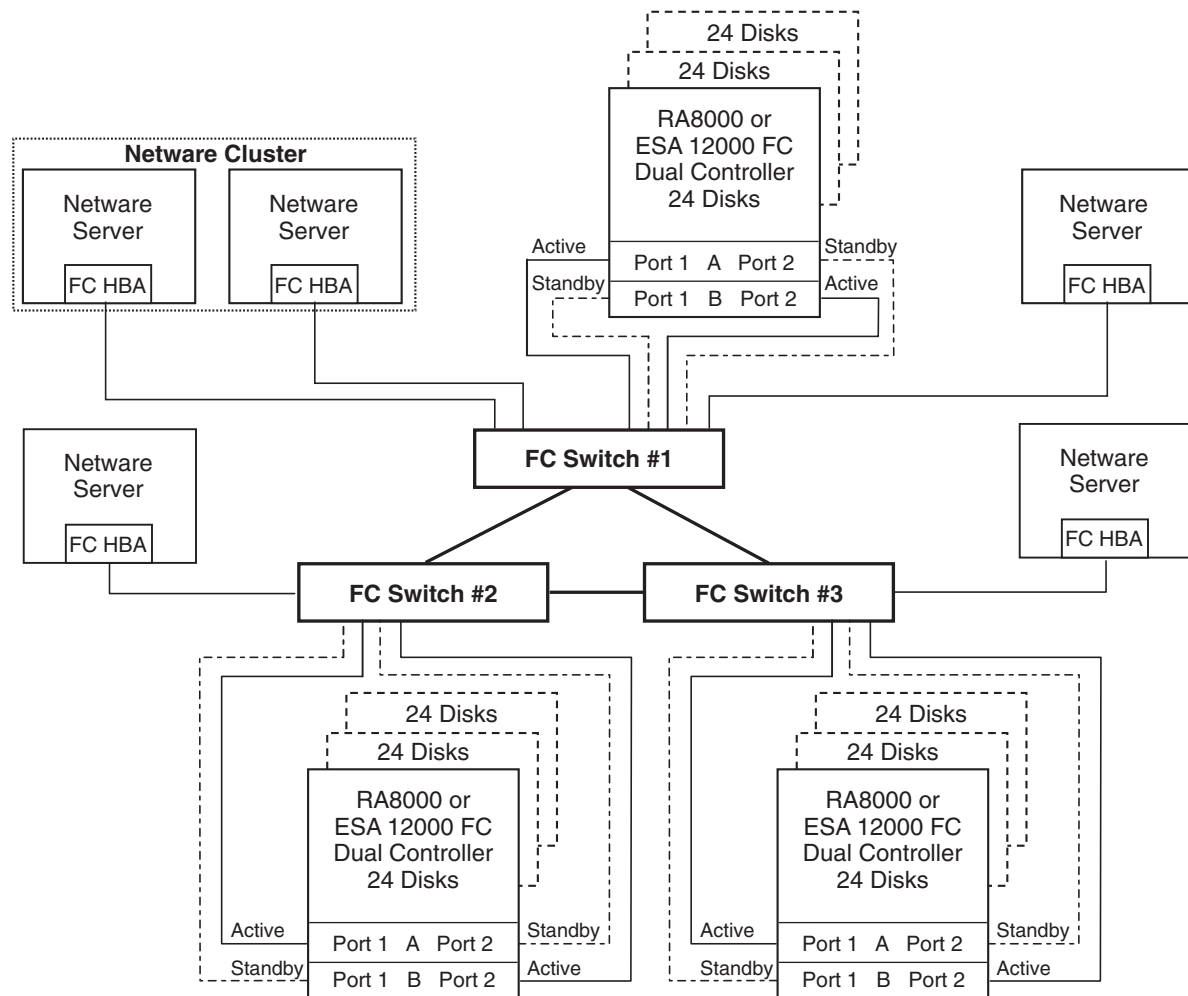 24 Disks
24 Disks
RA8000 or
ESA 12000 FC
Dual Controller
24 Disks
Active
Standby
Port 1 A Port 2
Standby
Active
Port 1 B Port 2
Netware Cluster
Netware
Server
FC HBA
Netware
Server
FC HBA
Netware
Server
FC HBA
FC Switch #1
Netware
Server
FC HBA
Netware
Server
FC HBA
FC Switch #2
FC Switch #3
24 Disks
24 Disks
RA8000 or
ESA 12000 FC
Dual Controller
24 Disks
Active
Standby
Port 1 A Port 2
Standby
Active
Port 1 B Port 2
24 Disks
24 Disks
RA8000 or
ESA 12000 FC
Dual Controller
24 Disks
Active
Standby
Port 1 A Port 2
Standby
Active
Port 1 B Port 2